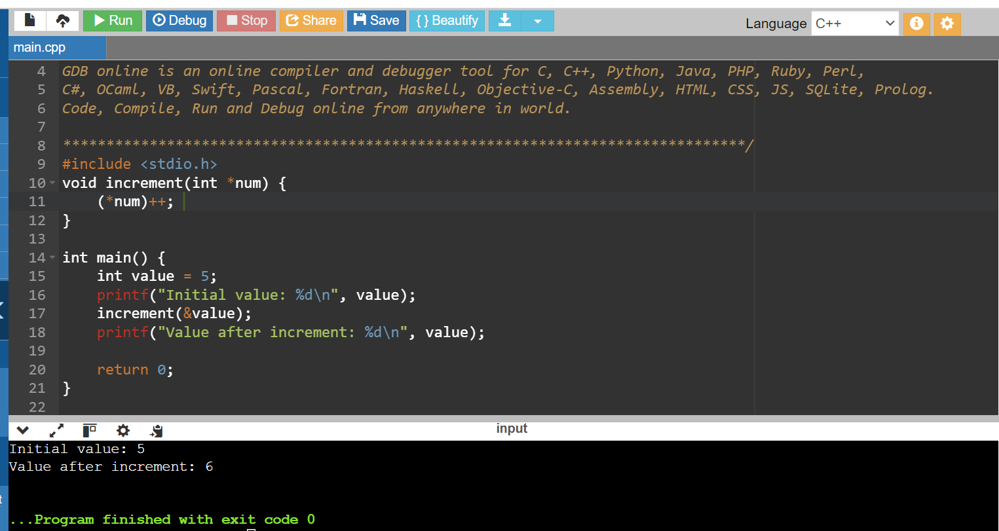 Run Debug Stop Share Save { } Beautify Language C++
main.cpp
4 GDB online is an online compiler and debugger tool for C, C++, Python, Java, PHP, Ruby, Perl,
5 C#, OCaml, VB, Swift, Pascal, Fortran, Haskell, Objective-C, Assembly, HTML, CSS, JS, SQLite, Prolog.
6 Code, Compile, Run and Debug online from anywhere in world.
7
8 *******************************************************************************/
9 #include <stdio.h>
10 void increment(int *num) {
11     (*num)++;
12 }
13
14 int main() {
15     int value = 5;
16     printf("Initial value: %d\n", value);
17     increment(&value);
18     printf("Value after increment: %d\n", value);
19
20     return 0;
21 }
22
input
Initial value: 5
Value after increment: 6
...Program finished with exit code 0